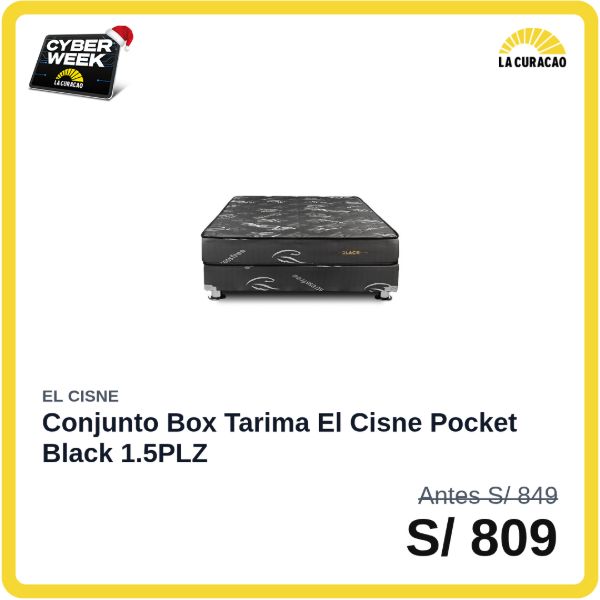 CYBER
WEEK
LA CURACAO
LA CURACAO
BLACK
EL CISNE
Conjunto Box Tarima El Cisne Pocket
Black 1.5PLZ
Antes S/ 849
S/ 809